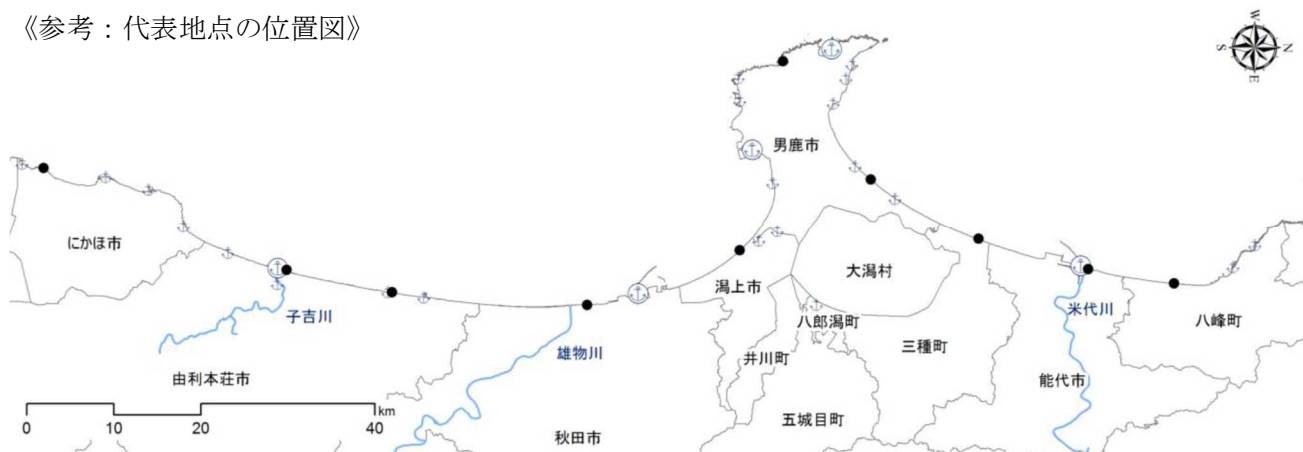 《参考：代表地点の位置図》
W
S N
E
男鹿市
にかほ市
大潟村
潟上市
子吉川
八郎潟町
米代川
八峰町
雄物川
井川町
三種町
由利本荘市
能代市
五城目町
秋田市
km
0 10 20 40